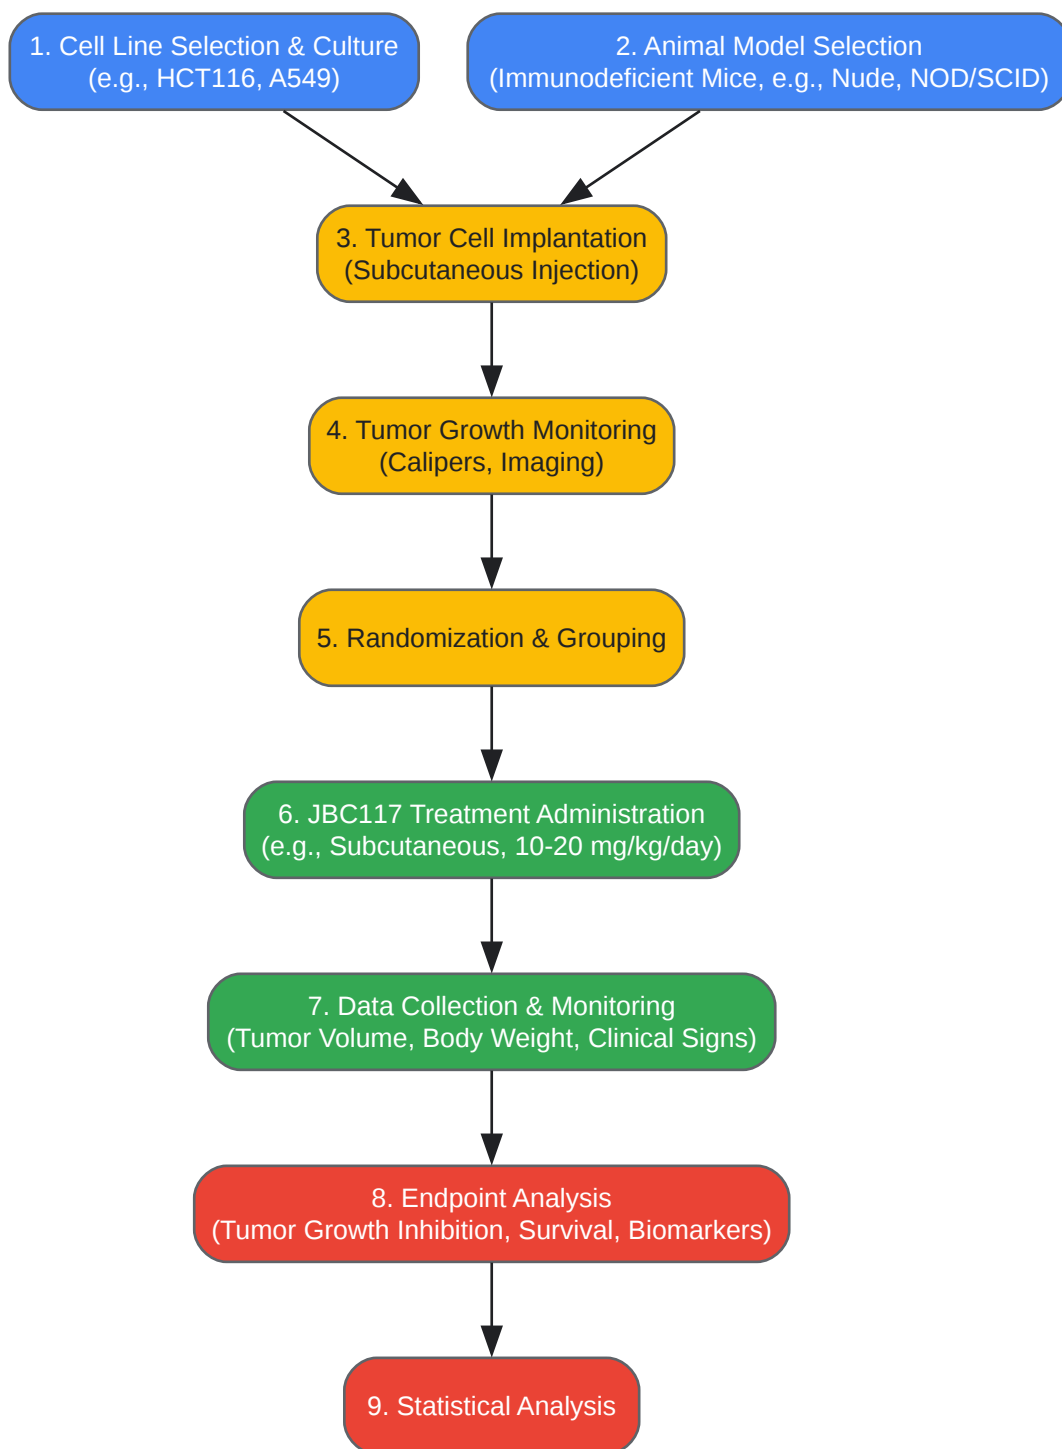 1. Cell Line Selection & Culture
(e.g., HCT116, A549)
2. Animal Model Selection
(Immunodeficient Mice, e.g., Nude, NOD/SCID)
3. Tumor Cell Implantation
(Subcutaneous Injection)
4. Tumor Growth Monitoring
(Calipers, Imaging)
5. Randomization & Grouping
6. JBC117 Treatment Administration
(e.g., Subcutaneous, 10-20 mg/kg/day)
7. Data Collection & Monitoring
(Tumor Volume, Body Weight, Clinical Signs)
8. Endpoint Analysis
(Tumor Growth Inhibition, Survival, Biomarkers)
9. Statistical Analysis